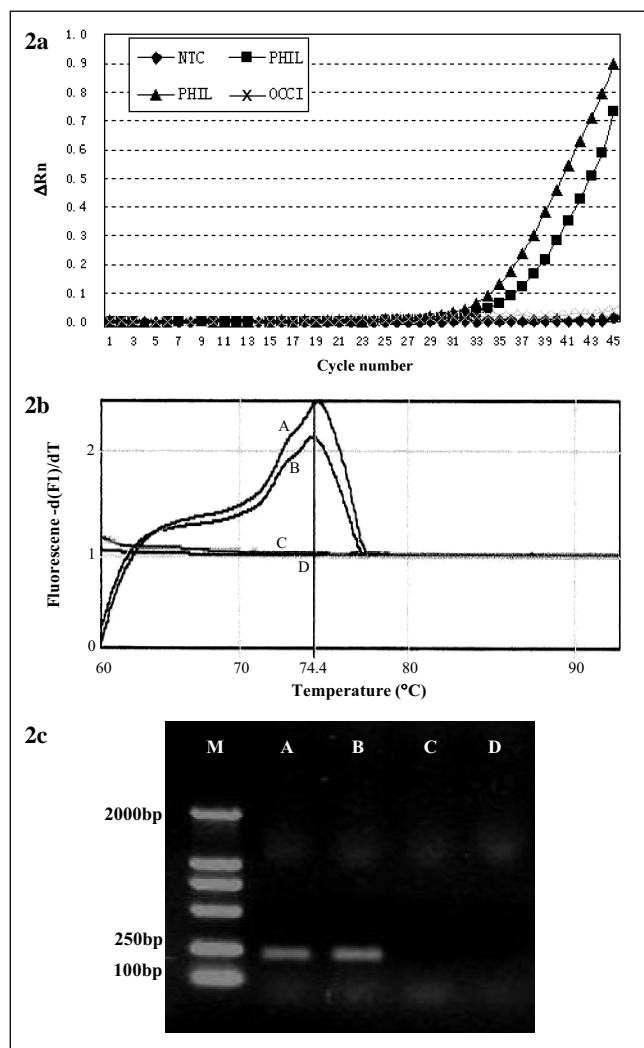 2a
NTC PHIL
PHIL OCCI
ΔRn
1.0
0.9
0.8
0.7
0.6
0.5
0.4
0.3
0.2
0.1
0.0
1 3 5 7 9 11 13 15 17 19 21 23 25 27 29 31 33 35 37 39 41 43 45
Cycle number
2b
Fluorescene -d(F1)/dT
2
1
0
A
B
C
D
60 70 74.4 80 90
Temperature (°C)
2c
M A B C D
2000bp
250bp
100bp